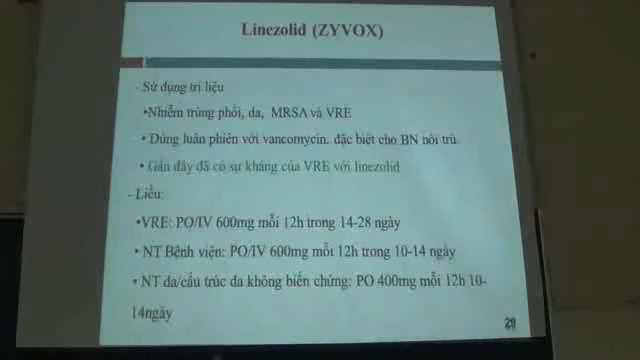 Linezolid (ZYVOX)
- Sử dụng trị liệu
•Nhiễm trùng phổi, da, MRSA và VRE
• Dùng luân phiên với vancomycin. đặc biệt cho BN nội trú.
• Gần đây đã có sự kháng của VRE với linezolid
- Liều:
•VRE: PO/IV 600mg mỗi 12h trong 14-28 ngày
• NT Bệnh viện: PO/IV 600mg mỗi 12h trong 10-14 ngày
• NT da/cấu trúc da không biến chứng: PO 400mg mỗi 12h 10-
14ngày
29